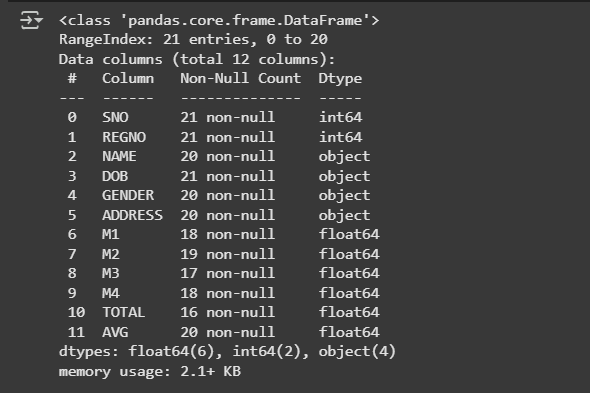 <class 'pandas.core.frame.DataFrame'>
RangeIndex: 21 entries, 0 to 20
Data columns (total 12 columns):
 #   Column   Non-Null Count  Dtype
---  ------   --------------  -----
 0   SNO      21 non-null     int64
 1   REGNO    21 non-null     int64
 2   NAME     20 non-null     object
 3   DOB      21 non-null     object
 4   GENDER   20 non-null     object
 5   ADDRESS  20 non-null     object
 6   M1       18 non-null     float64
 7   M2       19 non-null     float64
 8   M3       17 non-null     float64
 9   M4       18 non-null     float64
 10  TOTAL    16 non-null     float64
 11  AVG      20 non-null     float64
dtypes: float64(6), int64(2), object(4)
memory usage: 2.1+ KB